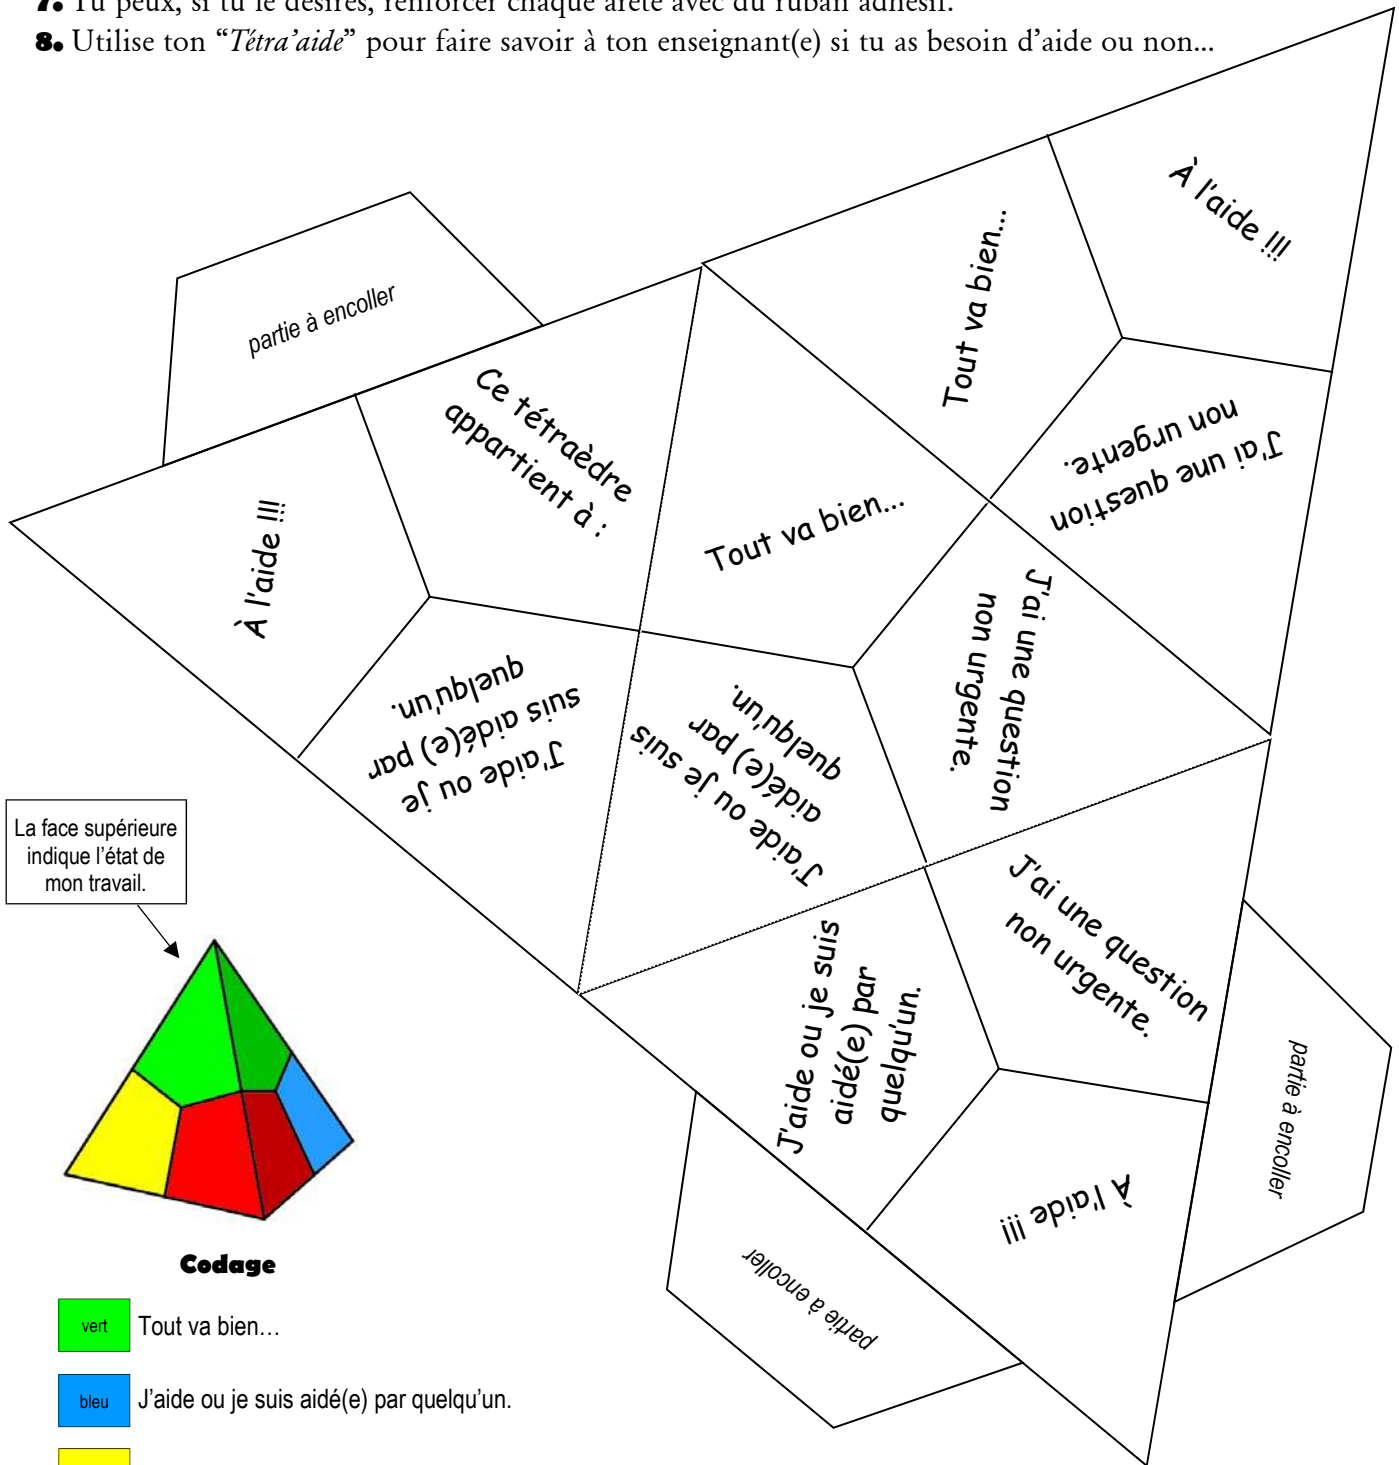 7. Tu peux, si tu le désires, renforcer chaque arête avec du ruban adhésif.
8. Utilise ton “Tétra’aide” pour faire savoir à ton enseignant(e) si tu as besoin d’aide ou non...
À l'aide !!!
Tout va bien...
partie à encoller
J'ai une question
non urgente.
Ce tétraèdre
appartient à :
À l'aide !!!
Tout va bien...
J'ai une question
non urgente.
J'aide ou je
suis aidé(e) par
quelqu'un.
J'aide ou je suis
aidé(e) par
quelqu'un.
La face supérieure
indique l’état de
mon travail.
J'ai une question
non urgente.
J'aide ou je suis
aidé(e) par
quelqu'un.
partie à encoller
À l'aide !!!
partie à encoller
Codage
vert Tout va bien…
bleu J’aide ou je suis aidé(e) par quelqu’un.